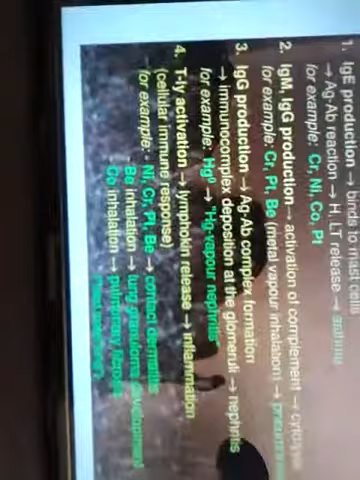 1. IgE production → binds to mast cells
→ Ag-Ab reaction → H, LT release → asthma
for example: Cr, Ni, Co, Pt
2. IgM, IgG production → activation of complement →
for example: Cr, Pt, Be (metal vapour inhalation) →
3. IgG production → Ag-Ab complex formation
→ immunocomplex deposition at the glomeruli → nephritis
for example: Hg⁰ → "Hg-vapour nephritis
4. T-ly activation → lymphokin release → inflammation
(cellular immune response)
for example: - Ni, Cr, Pt, Be → contact dermatitis
- Be inhalation → lung granuloma development
- Co inhalation → pulmonary fibrosis